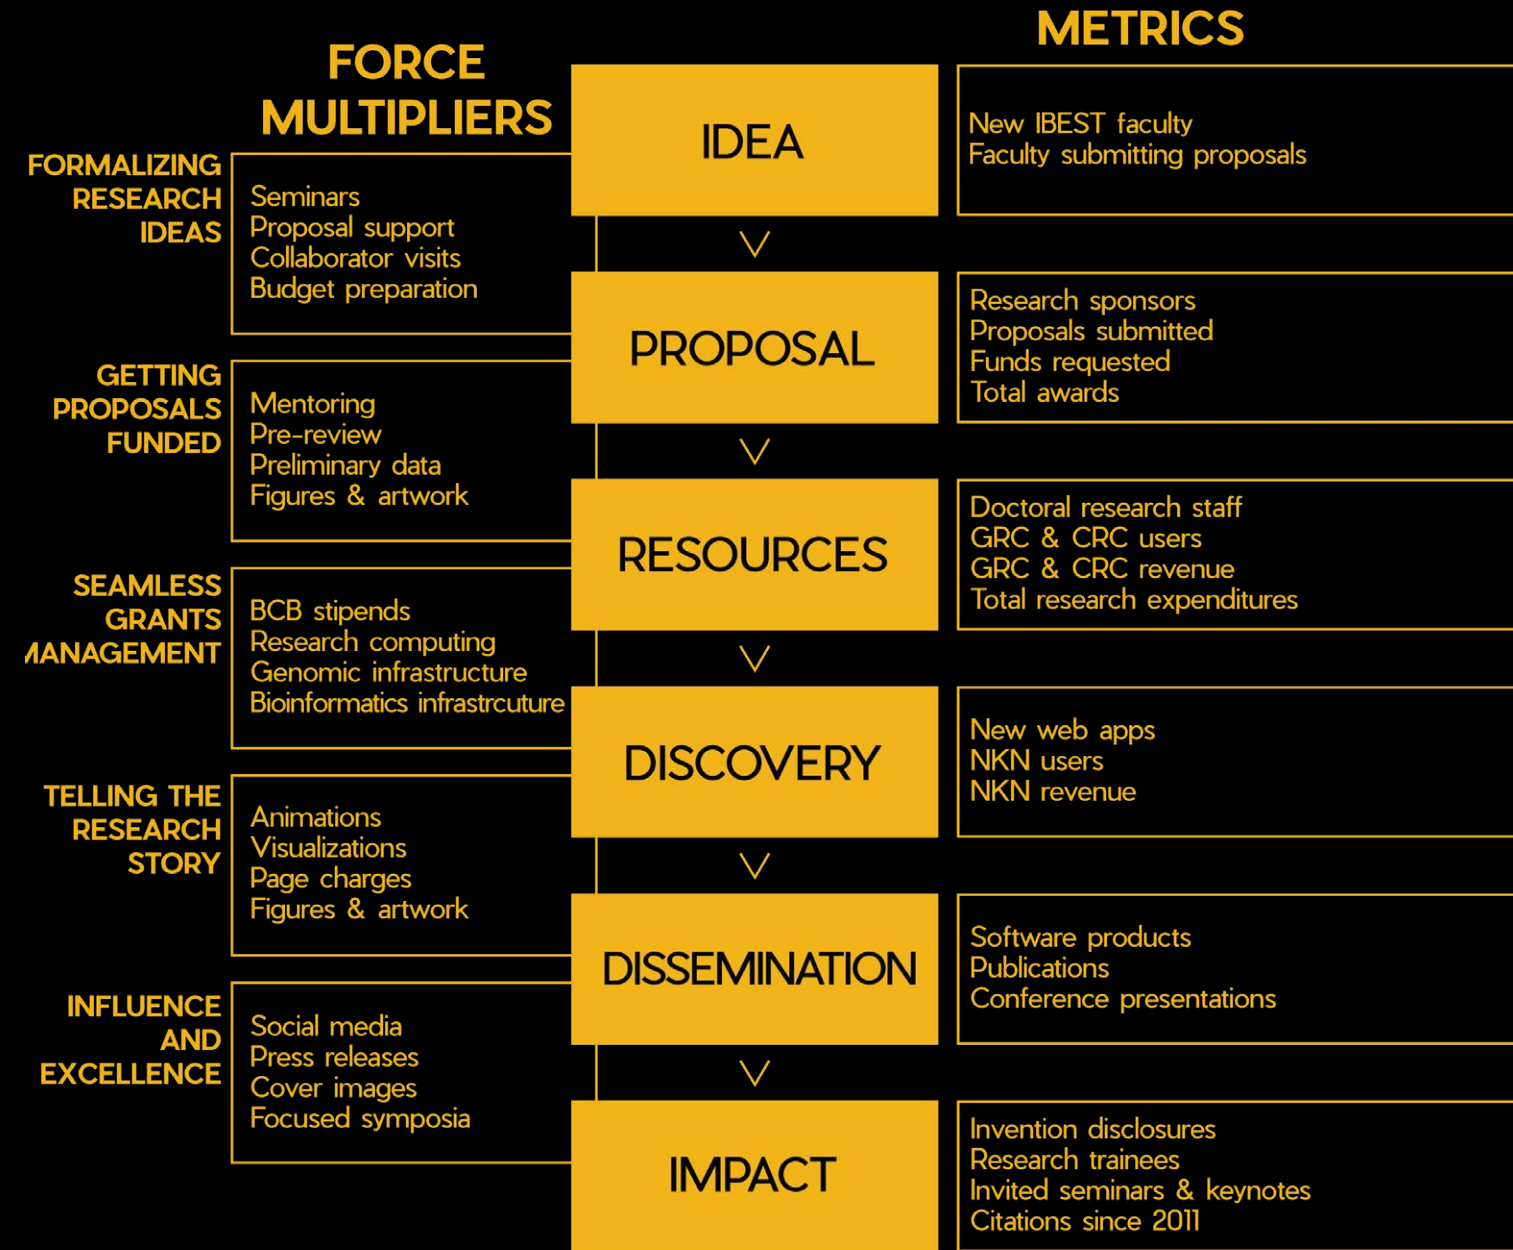 METRICS
FORCE
MULTIPLIERS
IDEA
New IBEST faculty
Faculty submitting proposals
FORMALIZING
RESEARCH
IDEAS
Seminars
Proposal support
Collaborator visits
Budget preparation
PROPOSAL
Research sponsors
Proposals submitted
Funds requested
Total awards
GETTING
PROPOSALS
FUNDED
Mentoring
Pre-review
Preliminary data
Figures & artwork
RESOURCES
Doctoral research staff
GRC & CRC users
GRC & CRC revenue
Total research expenditures
SEAMLESS
GRANTS
MANAGEMENT
BCB stipends
Research computing
Genomic infrastructure
Bioinformatics infrastrcuture
DISCOVERY
New web apps
NKN users
NKN revenue
TELLING THE
RESEARCH
STORY
Animations
Visualizations
Page charges
Figures & artwork
DISSEMINATION
Software products
Publications
Conference presentations
INFLUENCE
AND
EXCELLENCE
Social media
Press releases
Cover images
Focused symposia
IMPACT
Invention disclosures
Research trainees
Invited seminars & keynotes
Citations since 2011